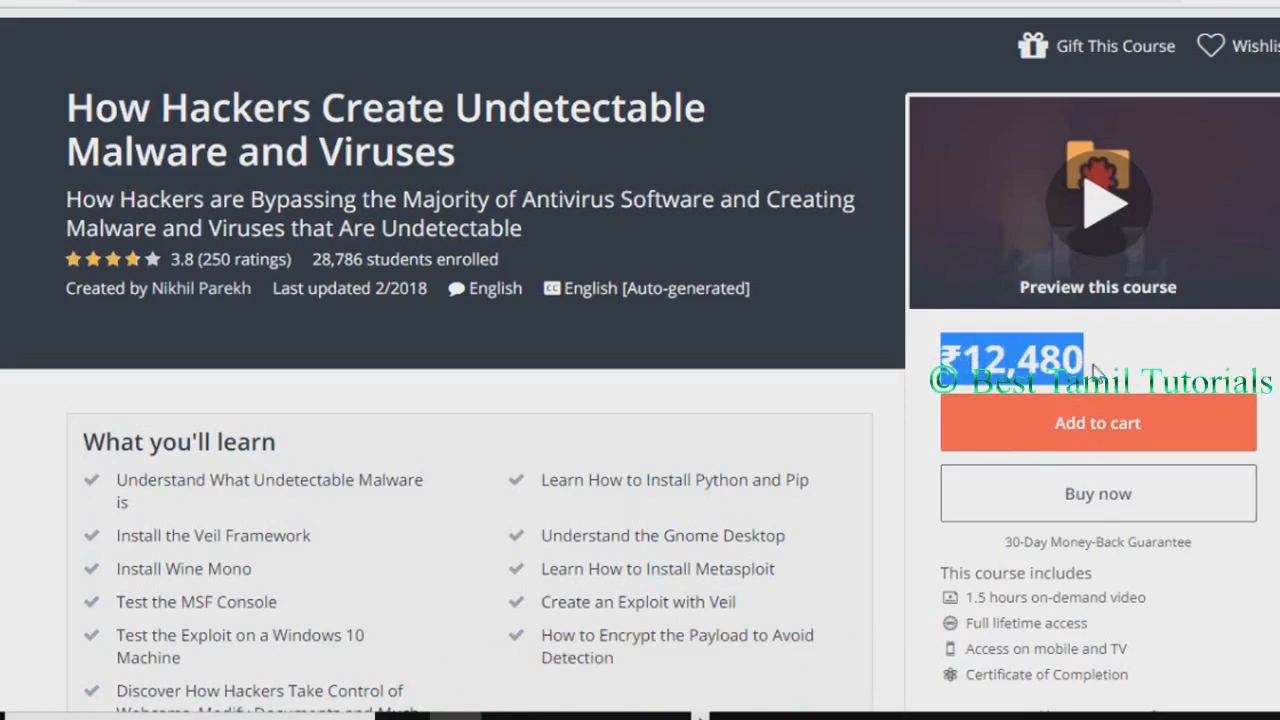 Gift This Course
How Hackers Create Undetectable
Malware and Viruses
How Hackers are Bypassing the Majority of Antivirus Software and Creating
Malware and Viruses that Are Undetectable
3.8 (250 ratings) 28,786 students enrolled
Created by Nikhil Parekh Last updated 2/2018 English CC English [Auto-generated]
Preview this course
₹12,480
© Best Tamil Tutorials
Add to cart
Buy now
30-Day Money-Back Guarantee
This course includes
1.5 hours on-demand video
Full lifetime access
Access on mobile and TV
Certificate of Completion
What you'll learn
Understand What Undetectable Malware
is
Learn How to Install Python and Pip
Install the Veil Framework
Understand the Gnome Desktop
Install Wine Mono
Learn How to Install Metasploit
Test the MSF Console
Create an Exploit with Veil
Test the Exploit on a Windows 10
Machine
How to Encrypt the Payload to Avoid
Detection
Discover How Hackers Take Control of